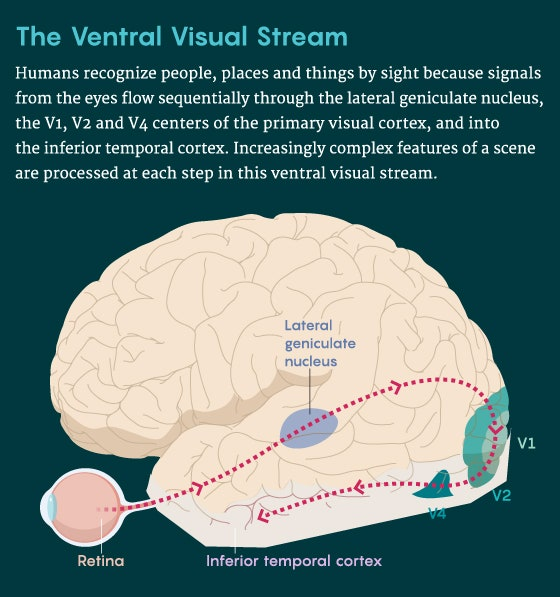 The Ventral Visual Stream
Humans recognize people, places and things by sight because signals
from the eyes flow sequentially through the lateral geniculate nucleus,
the V1, V2 and V4 centers of the primary visual cortex, and into
the inferior temporal cortex. Increasingly complex features of a scene
are processed at each step in this ventral visual stream.
Lateral
geniculate
nucleus
V1
V2
V4
Retina
Inferior temporal cortex